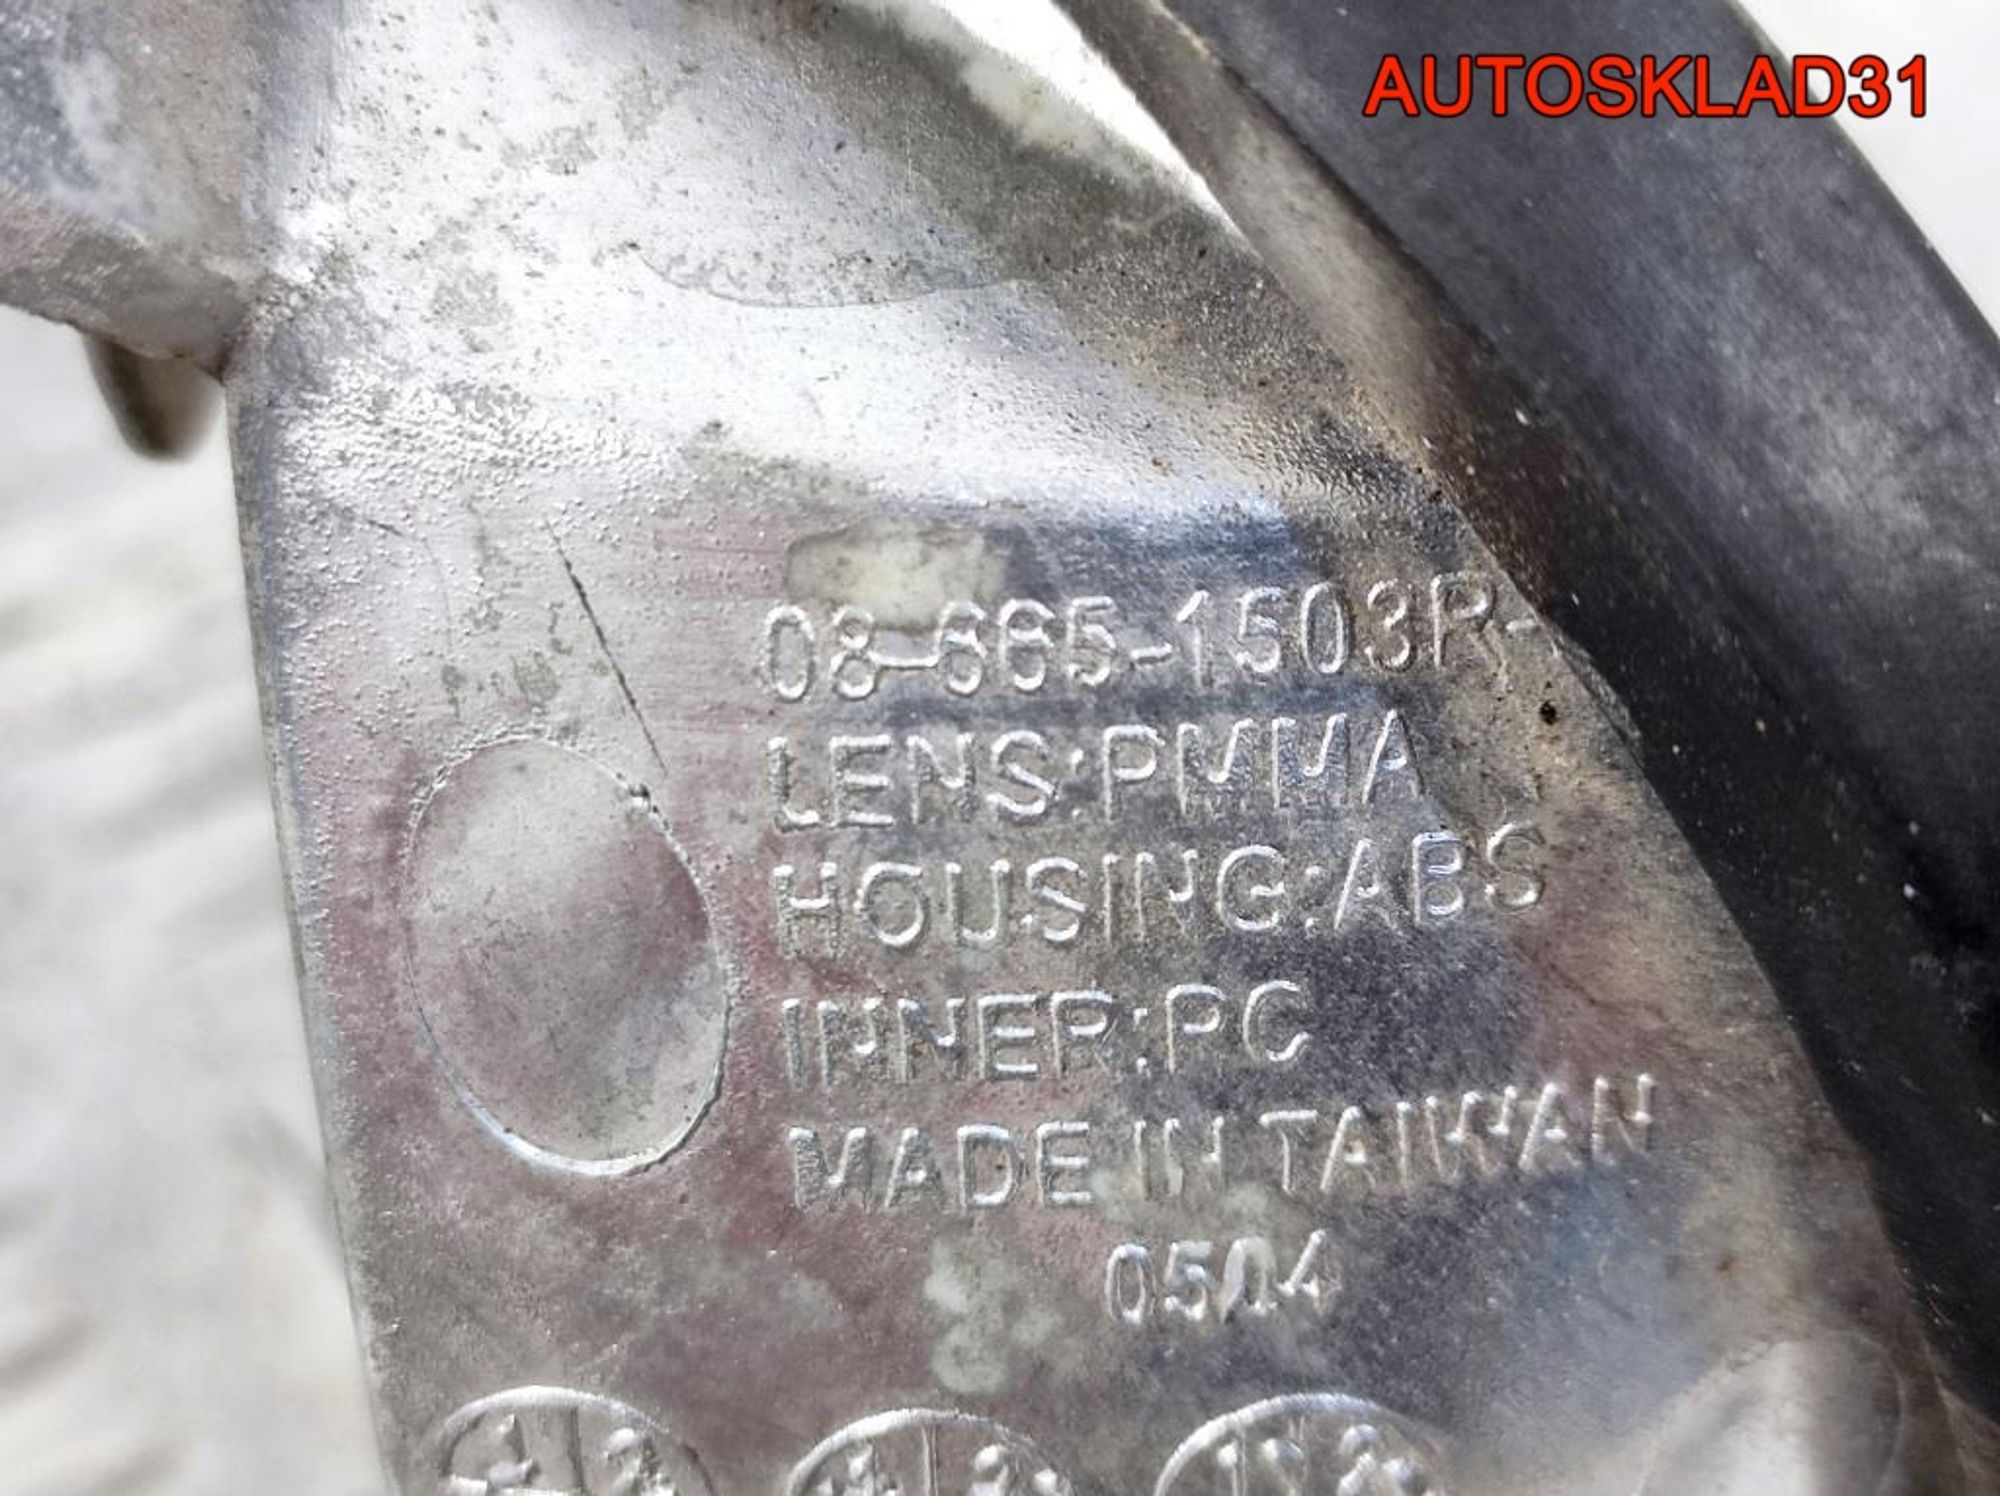 AUTOSKLAD31
08-665-1503R-
LENS:PMMA
HOUSING:ABS
INNER:PC
MADE IN TAIWAN
0504